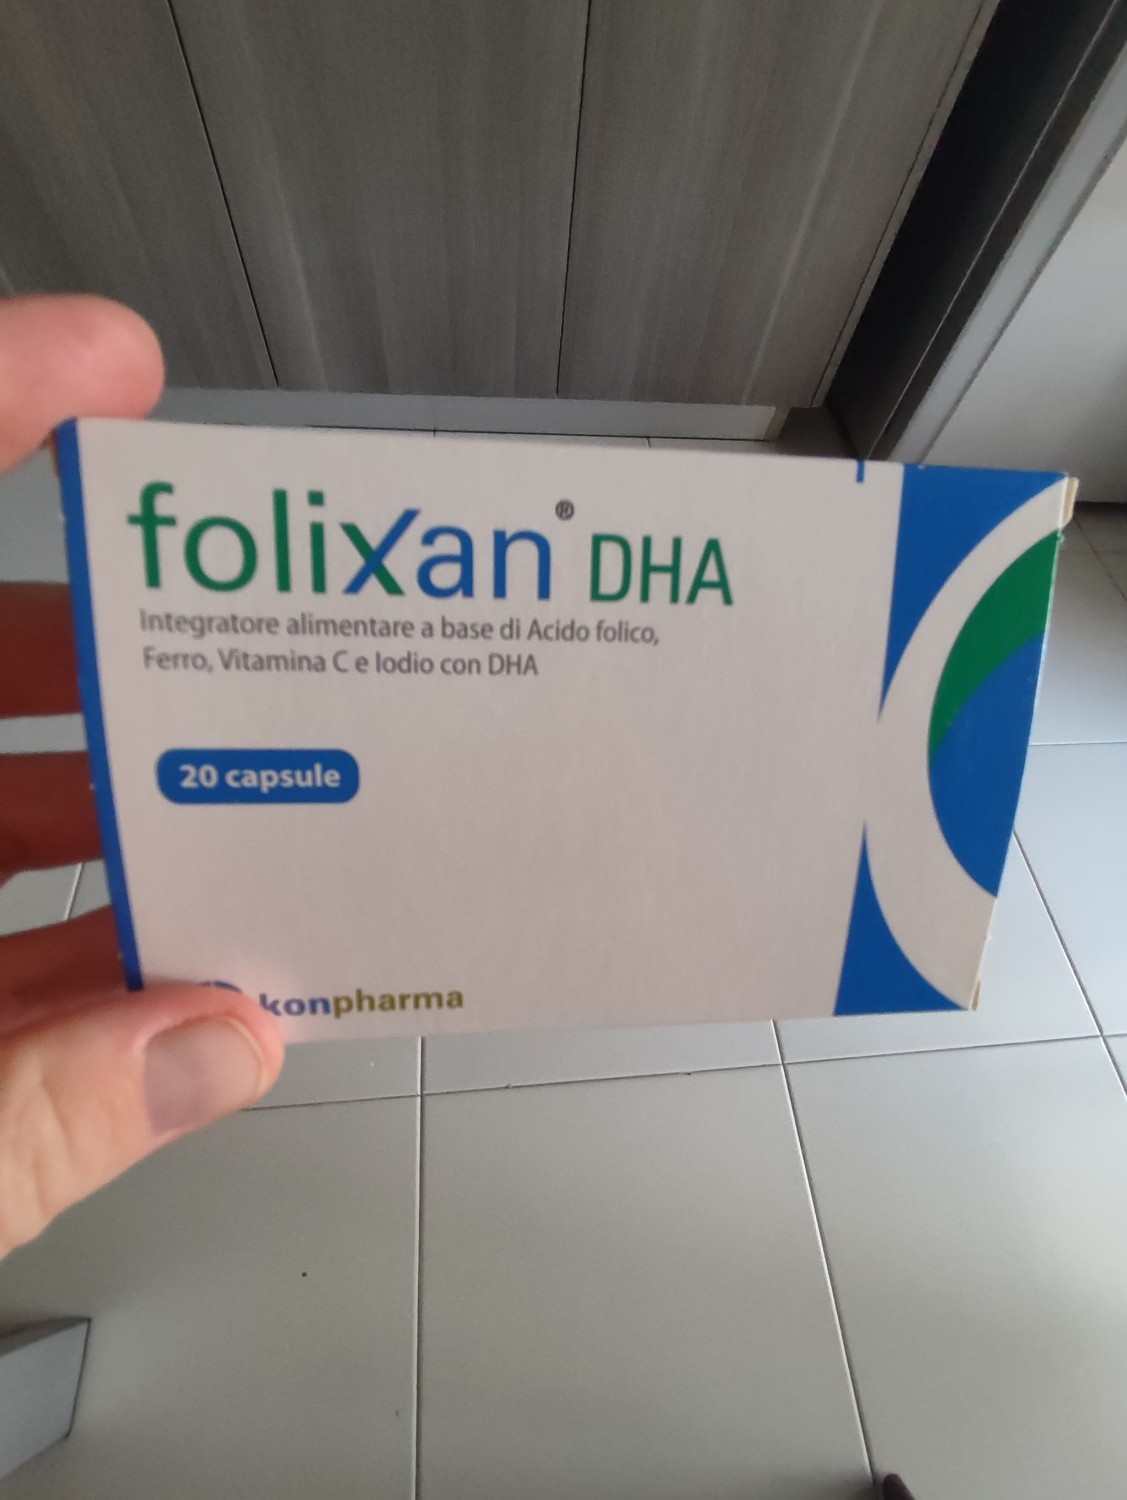 folixan® DHA
Integratore alimentare a base di Acido folico,
Ferro, Vitamina C e Iodio con DHA
20 capsule
konpharma